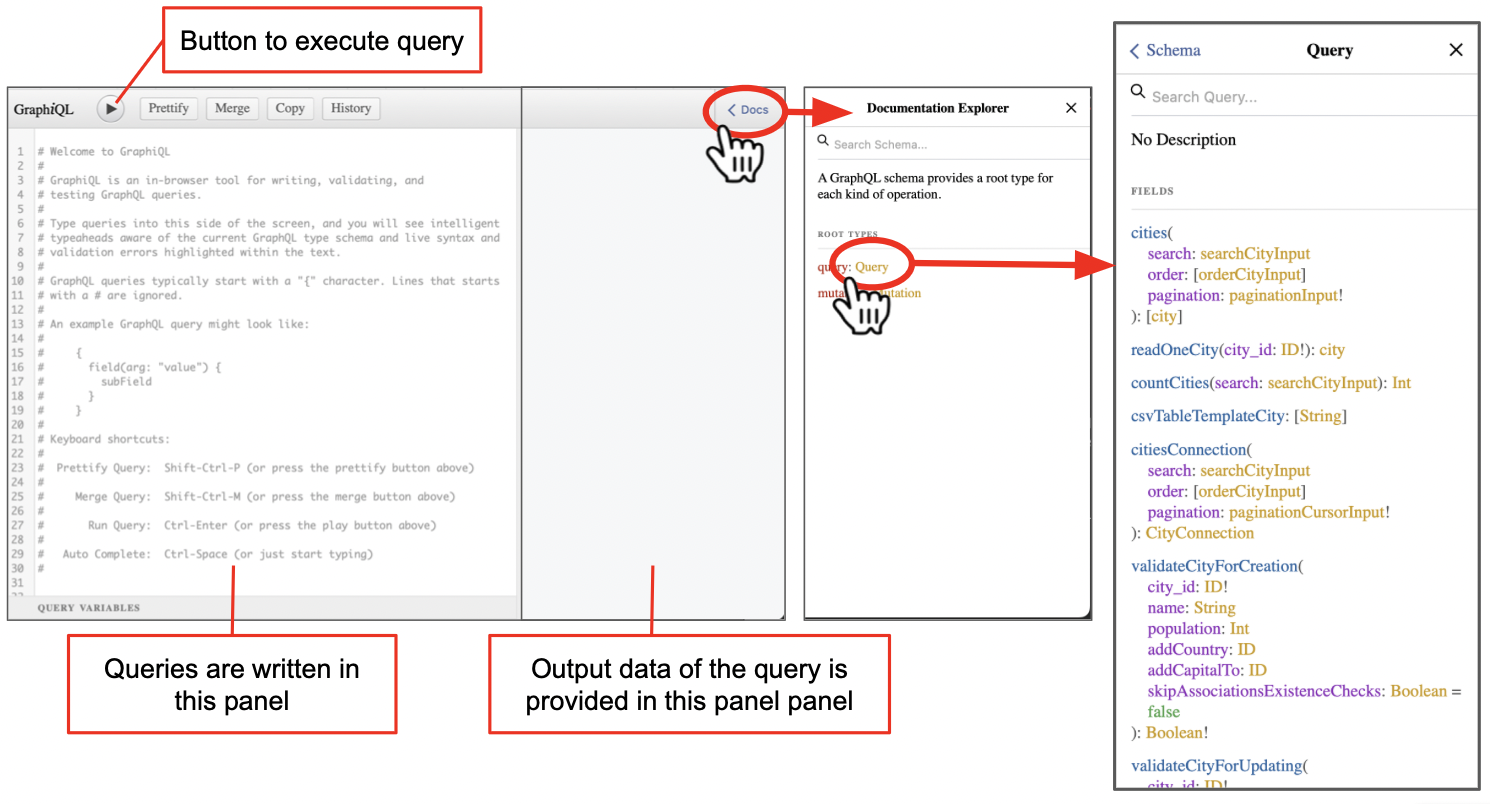 Button to execute query
GraphiQL
Prettify
Merge
Copy
History
< Docs
1 # Welcome to GraphiQL
2 #
3 # GraphiQL is an in-browser tool for writing, validating, and
4 # testing GraphQL queries.
5 #
6 # Type queries into this side of the screen, and you will see intelligent
7 # typeaheads aware of the current GraphQL type schema and live syntax and
8 # validation errors highlighted within the text.
9 #
10 # GraphQL queries typically start with a "{" character. Lines that starts
11 # with a # are ignored.
12 #
13 # An example GraphQL query might look like:
14 #
15 #     {
16 #       field(arg: "value") {
17 #         subField
18 #       }
19 #     }
20 #
21 # Keyboard shortcuts:
22 #
23 #  Prettify Query:  Shift-Ctrl-P (or press the prettify button above)
24 #
25 #     Merge Query:  Shift-Ctrl-M (or press the merge button above)
26 #
27 #       Run Query:  Ctrl-Enter (or press the play button above)
28 #
29 #   Auto Complete:  Ctrl-Space (or just start typing)
30 #
31
QUERY VARIABLES
Queries are written in
this panel
Output data of the query is
provided in this panel panel
Documentation Explorer
Search Schema...
A GraphQL schema provides a root type for
each kind of operation.
ROOT TYPES
query: Query
< Schema
Query
Search Query...
No Description
FIELDS
cities(
search: searchCityInput
order: [orderCityInput]
pagination: paginationInput!
): [city]
readOneCity(city_id: ID!): city
countCities(search: searchCityInput): Int
csvTableTemplateCity: [String]
citiesConnection(
search: searchCityInput
order: [orderCityInput]
pagination: paginationCursorInput!
): CityConnection
validateCityForCreation(
city_id: ID!
name: String
population: Int
addCountry: ID
addCapitalTo: ID
skipAssociationsExistenceChecks: Boolean =
false
): Boolean!
validateCityForUpdating(
city_id: ID!